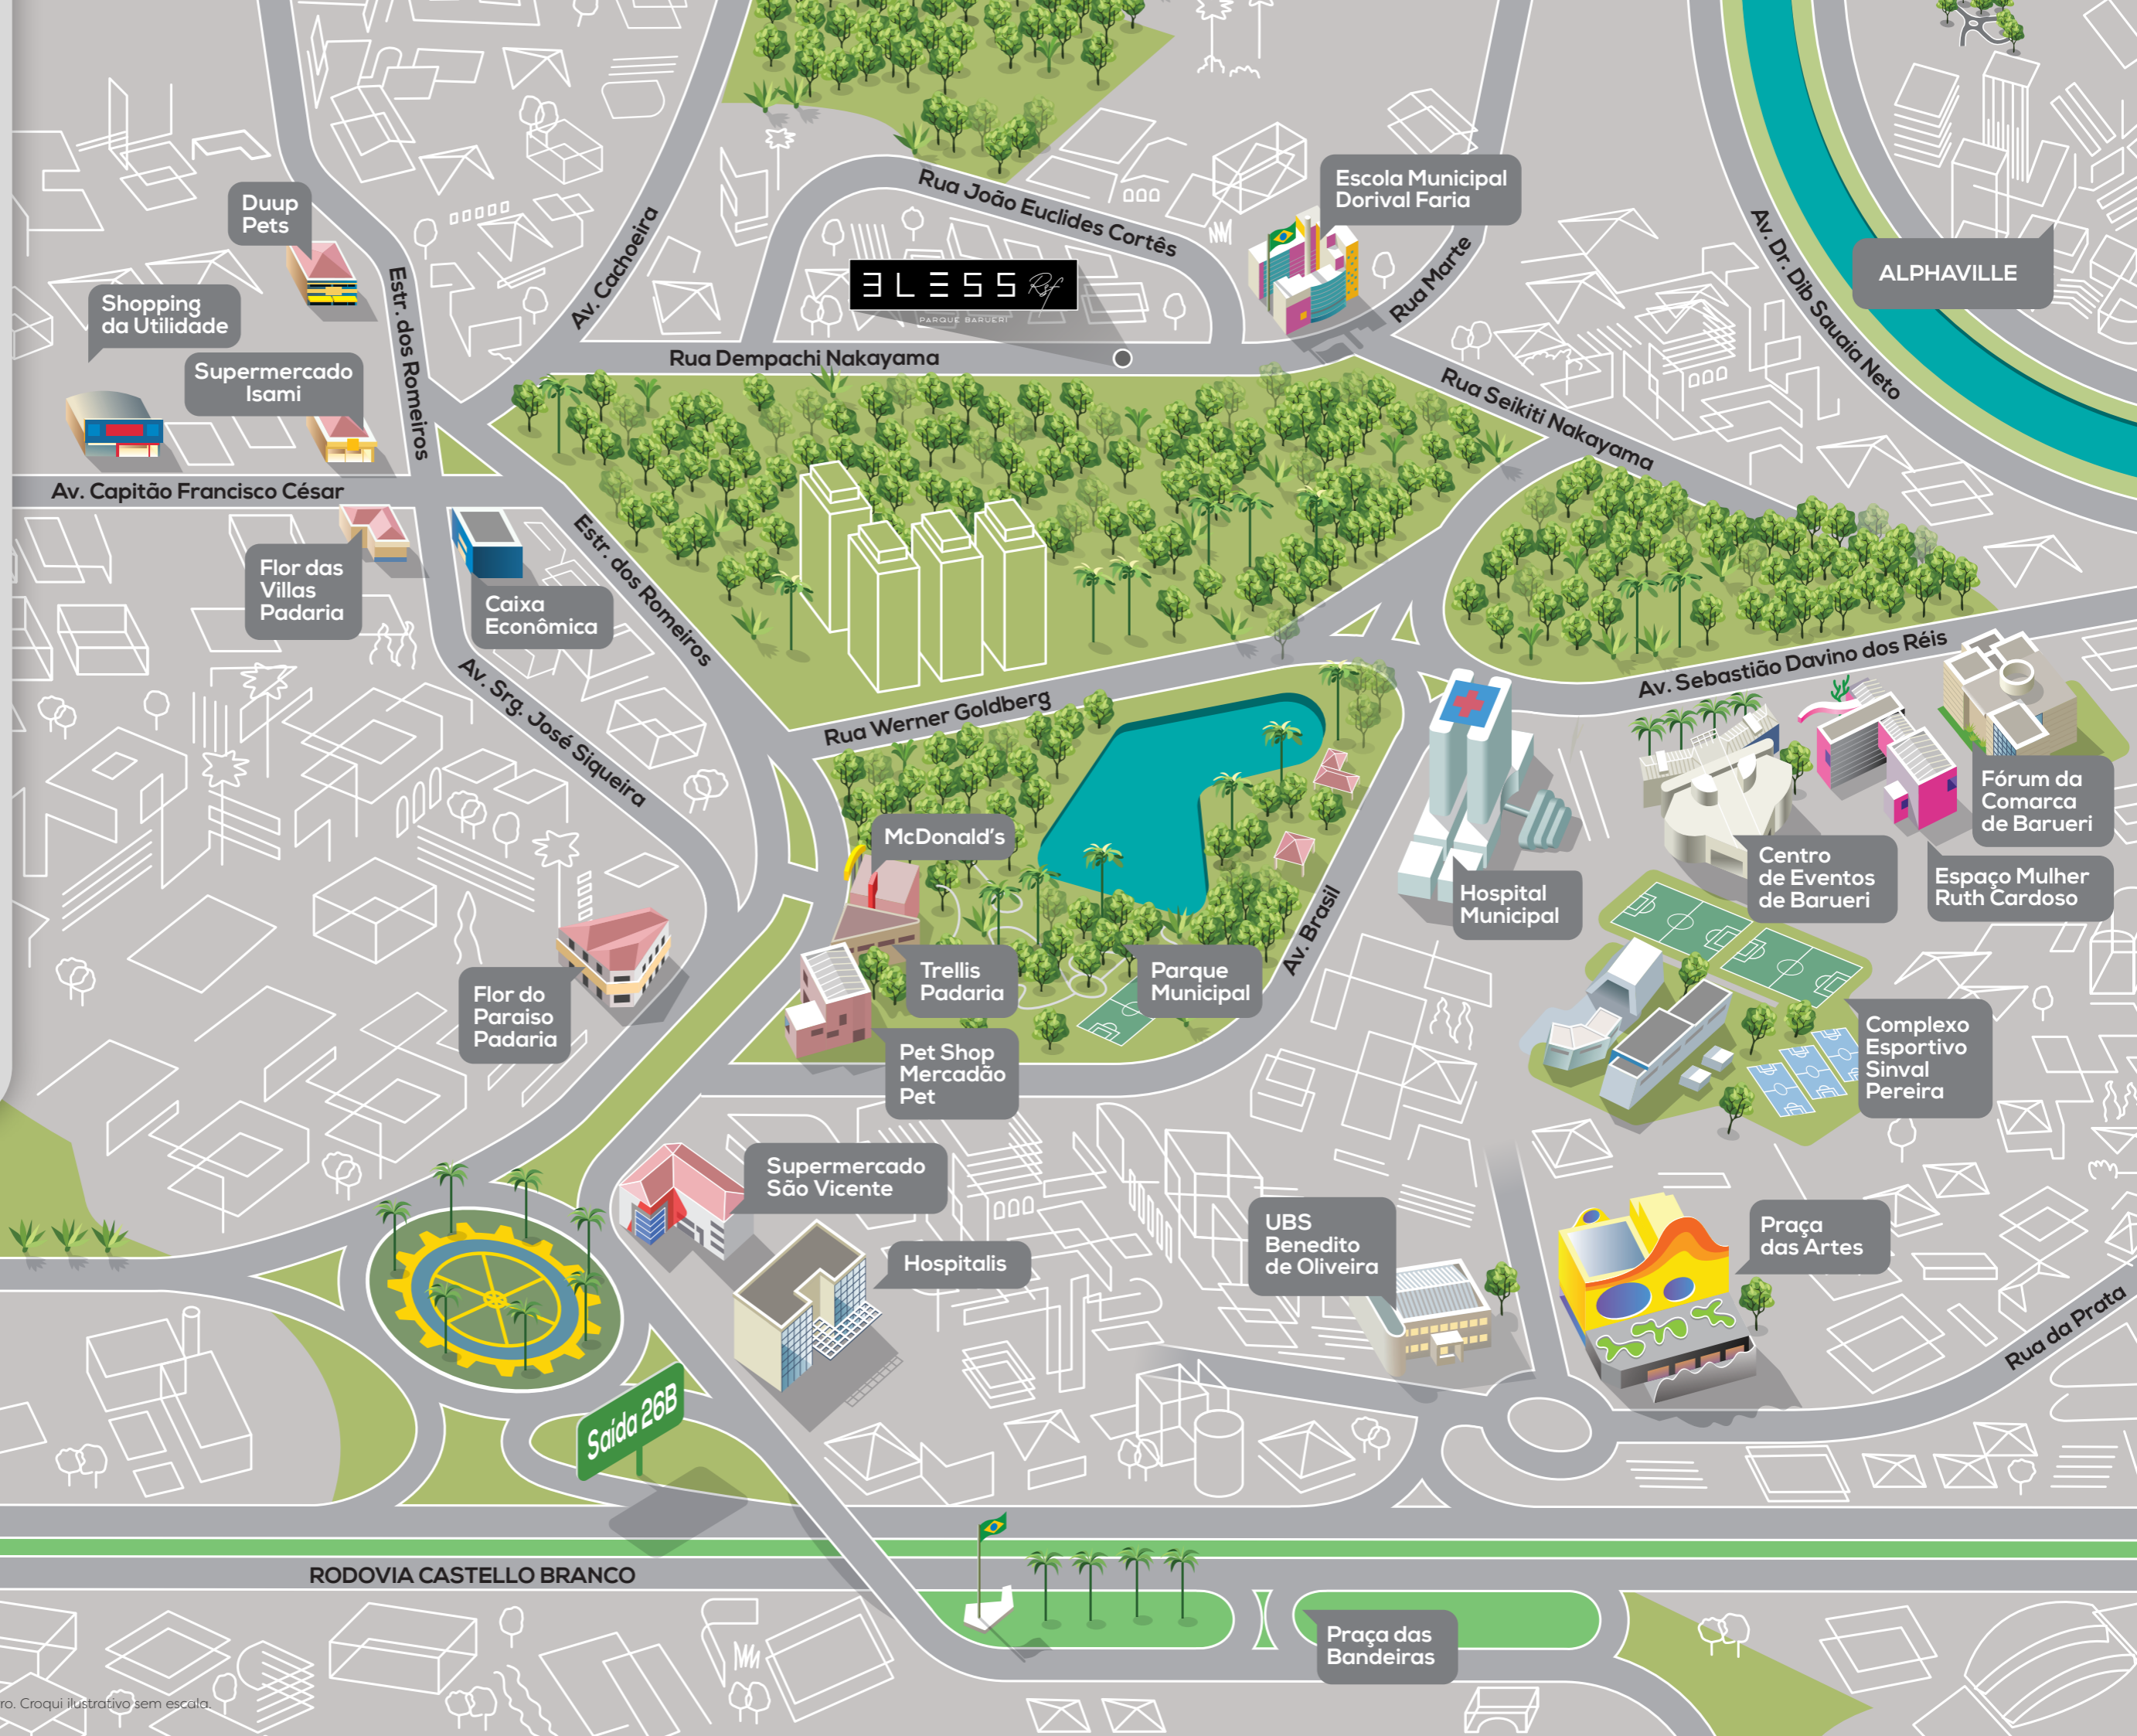 Rua João Euclides Cortês
Escola Municipal
Dorival Faria
Duup
Pets
Av. Cachoeira
Av. Dr. Dib Sauaia Neto
ALPHAVILLE
Rua Marte
Estr. dos Romeiros
Shopping
da Utilidade
BLESS Rsf
PARQUE BARUERI
Rua Dempachi Nakayama
Supermercado
Isami
Rua Seikiti Nakayama
Av. Capitão Francisco César
Flor das
Villas
Padaria
Caixa
Econômica
Estr. dos Romeiros
Av. Sebastião Davino dos Réis
Av. Srg. José Siqueira
Rua Werner Goldberg
Fórum da
Comarca
de Barueri
McDonald's
Centro
de Eventos
de Barueri
Espaço Mulher
Ruth Cardoso
Hospital
Municipal
Av. Brasil
Trellis
Padaria
Parque
Municipal
Flor do
Paraiso
Padaria
Complexo
Esportivo
Sinval
Pereira
Pet Shop
Mercadão
Pet
Supermercado
São Vicente
UBS
Benedito
de Oliveira
Praça
das Artes
Hospitalis
Rua da Prata
Saída 26B
RODOVIA CASTELLO BRANCO
Praça das
Bandeiras
ro. Croqui ilustrativo sem escala.